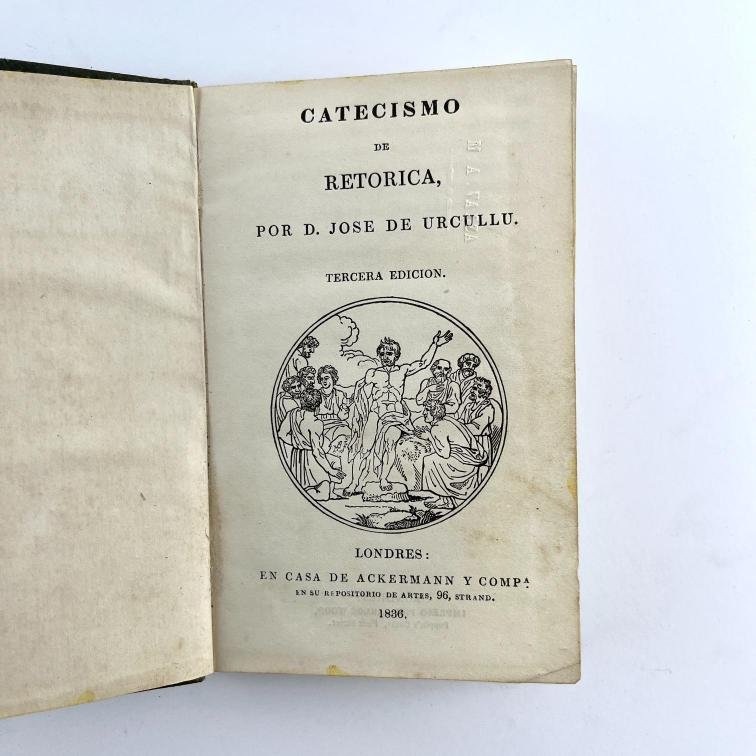 CATECISMO
DE
RETORICA,
POR D. JOSE DE URCULLU.
TERCERA EDICION.
LONDRES:
EN CASA DE ACKERMANN Y COMPA.
EN SU REPOSITORIO DE ARTES, 96, STRAND.
1836.